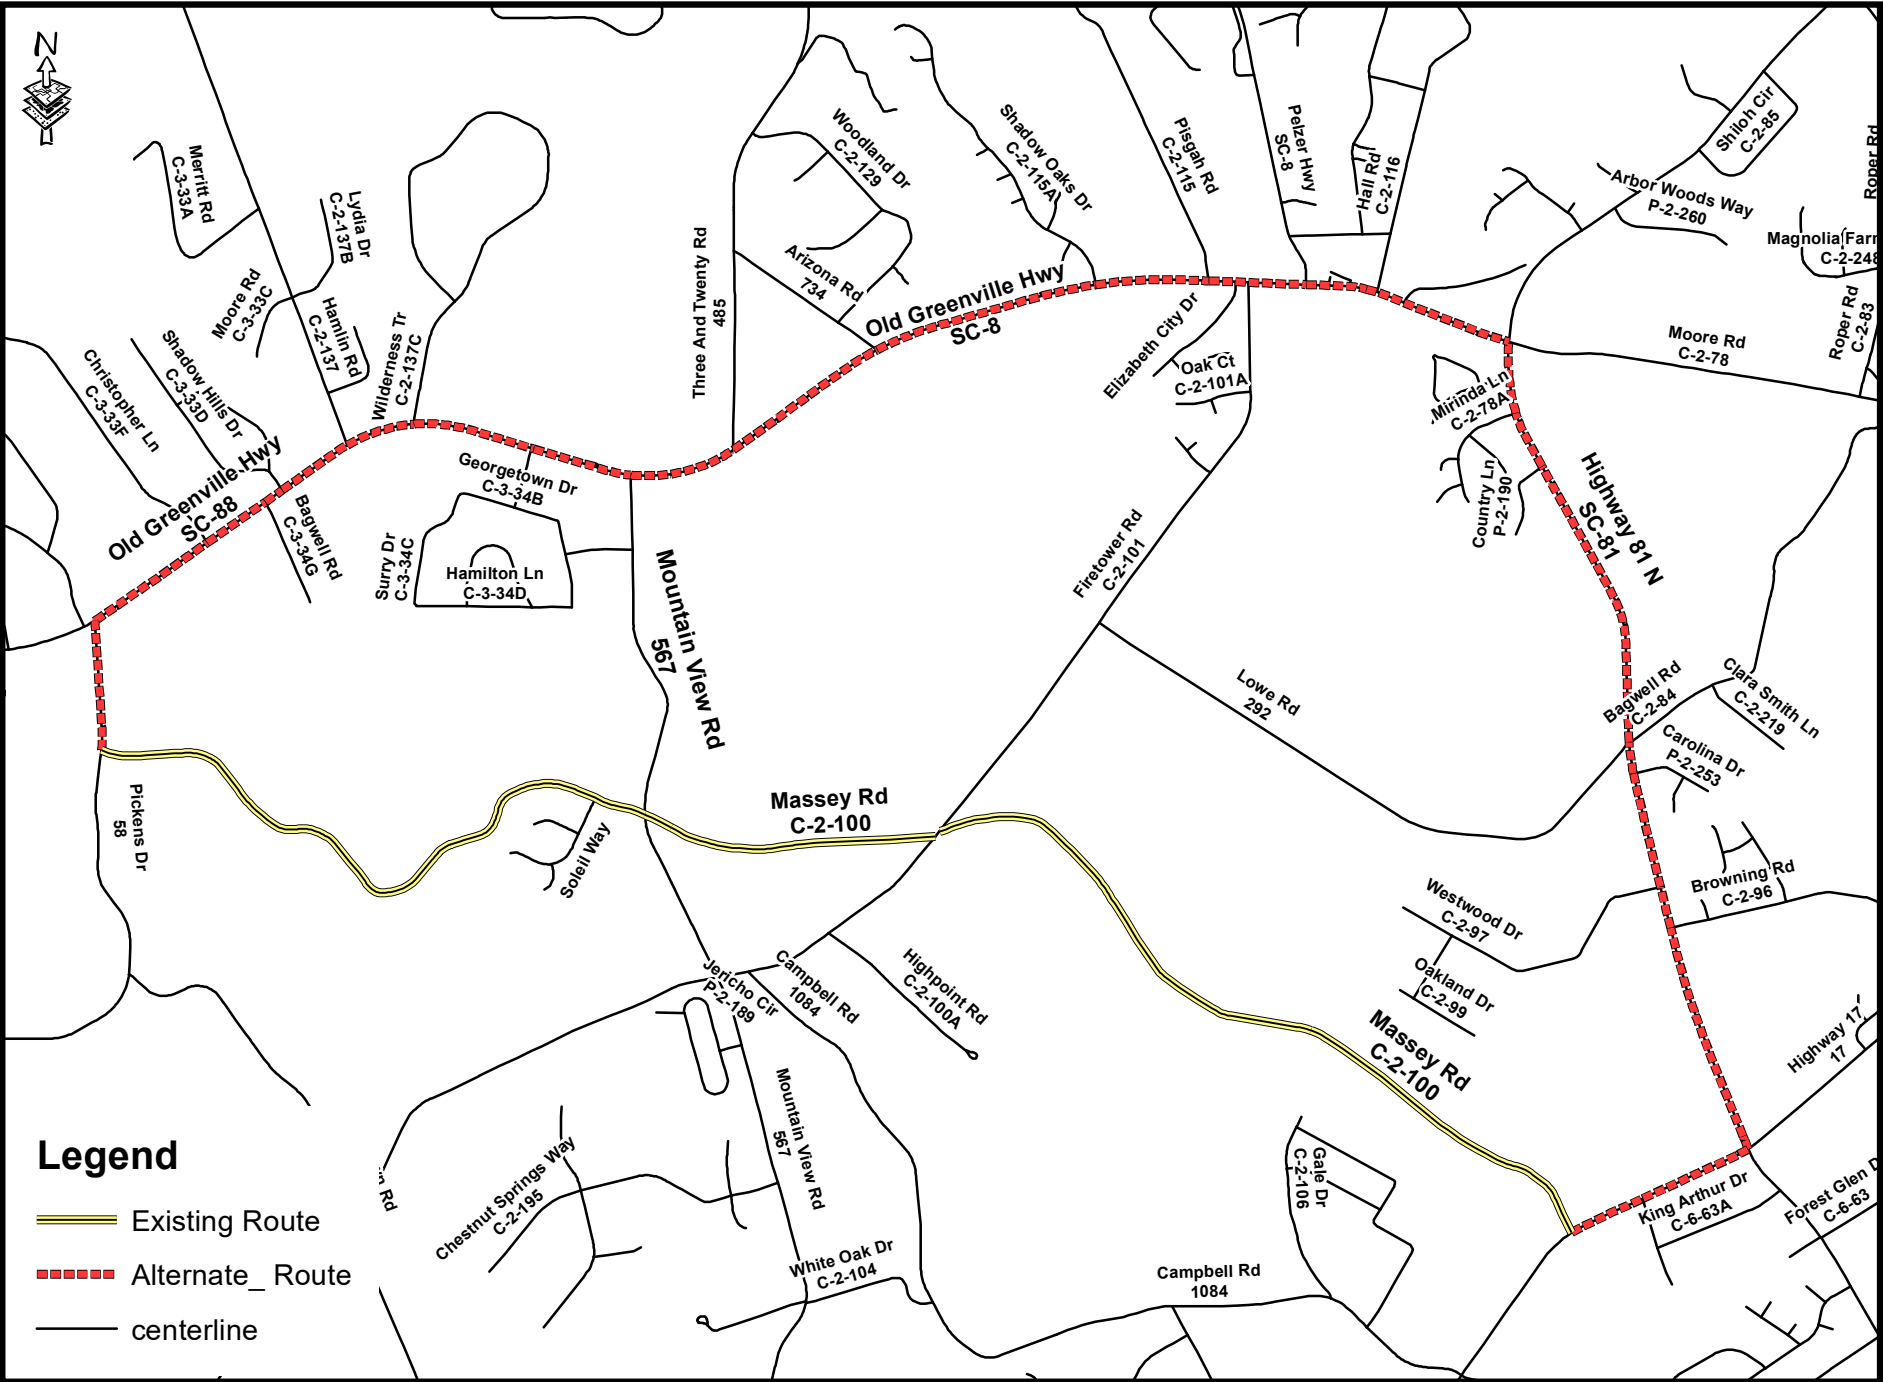 N
Merritt Rd
C-3-33A
Lydia Dr
C-2-137B
Moore Rd
C-3-33C
Hamlin Rd
C-2-137
Wilderness Tr
C-2-137C
Shadow Hills Dr
C-3-33D
Christopher Ln
C-3-33F
Old Greenville Hwy
SC-88
Bagwell Rd
C-3-34G
Georgetown Dr
C-3-34B
Surry Dr
C-3-34C
Hamilton Ln
C-3-34D
Three And Twenty Rd
485
Woodland Dr
C-2-129
Arizona Rd
734
Shadow Oaks Dr
C-2-115A
Old Greenville Hwy
SC-8
Pisgah Rd
C-2-115
Pelzer Hwy
SC-8
Hall Rd
C-2-116
Shiloh Cir
C-2-85
Roper Rd
Arbor Woods Way
P-2-260
Magnolia Farm
C-2-248
Roper Rd
C-2-83
Moore Rd
C-2-78
Elizabeth City Dr
Oak Ct
C-2-101A
Mirinda Ln
C-2-78A
Country Ln
P-2-190
Highway 81 N
SC-81
Firetower Rd
C-2-101
Mountain View Rd
567
Lowe Rd
292
Bagwell Rd
C-2-84
Clara Smith Ln
C-2-219
Carolina Dr
P-2-253
Pickens Dr
58
Massey Rd
C-2-100
Soleil Way
Browning Rd
C-2-96
Westwood Dr
C-2-97
Oakland Dr
C-2-99
Jericho Cir
P-2-189
Campbell Rd
1084
Highpoint Rd
C-2-100A
Massey Rd
C-2-100
Highway 17
17
Mountain View Rd
567
Chestnut Springs Way
C-2-195
n Rd
Gale Dr
C-2-106
King Arthur Dr
C-6-63A
Forest Glen D
C-6-63
White Oak Dr
C-2-104
Campbell Rd
1084
Legend
Existing Route
Alternate_ Route
centerline